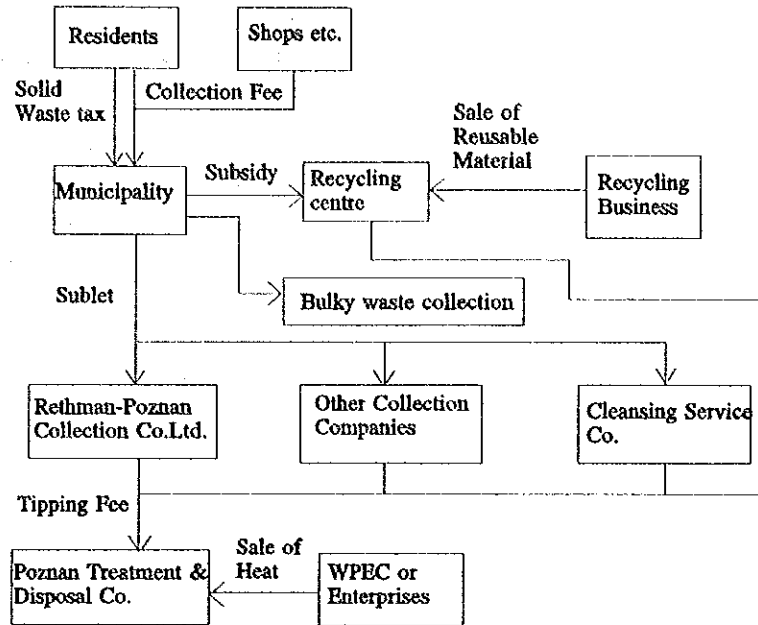 Residents
Shops etc.
Solid
Waste tax
Collection Fee
Sale of
Reusable
Material
Municipality
Subsidy
Recycling
centre
Recycling
Business
Sublet
Bulky waste collection
Rethman-Poznan
Collection Co.Ltd.
Other Collection
Companies
Cleansing Service
Co.
Tipping Fee
Poznan Treatment &
Disposal Co.
Sale of
Heat
WPEC or
Enterprises